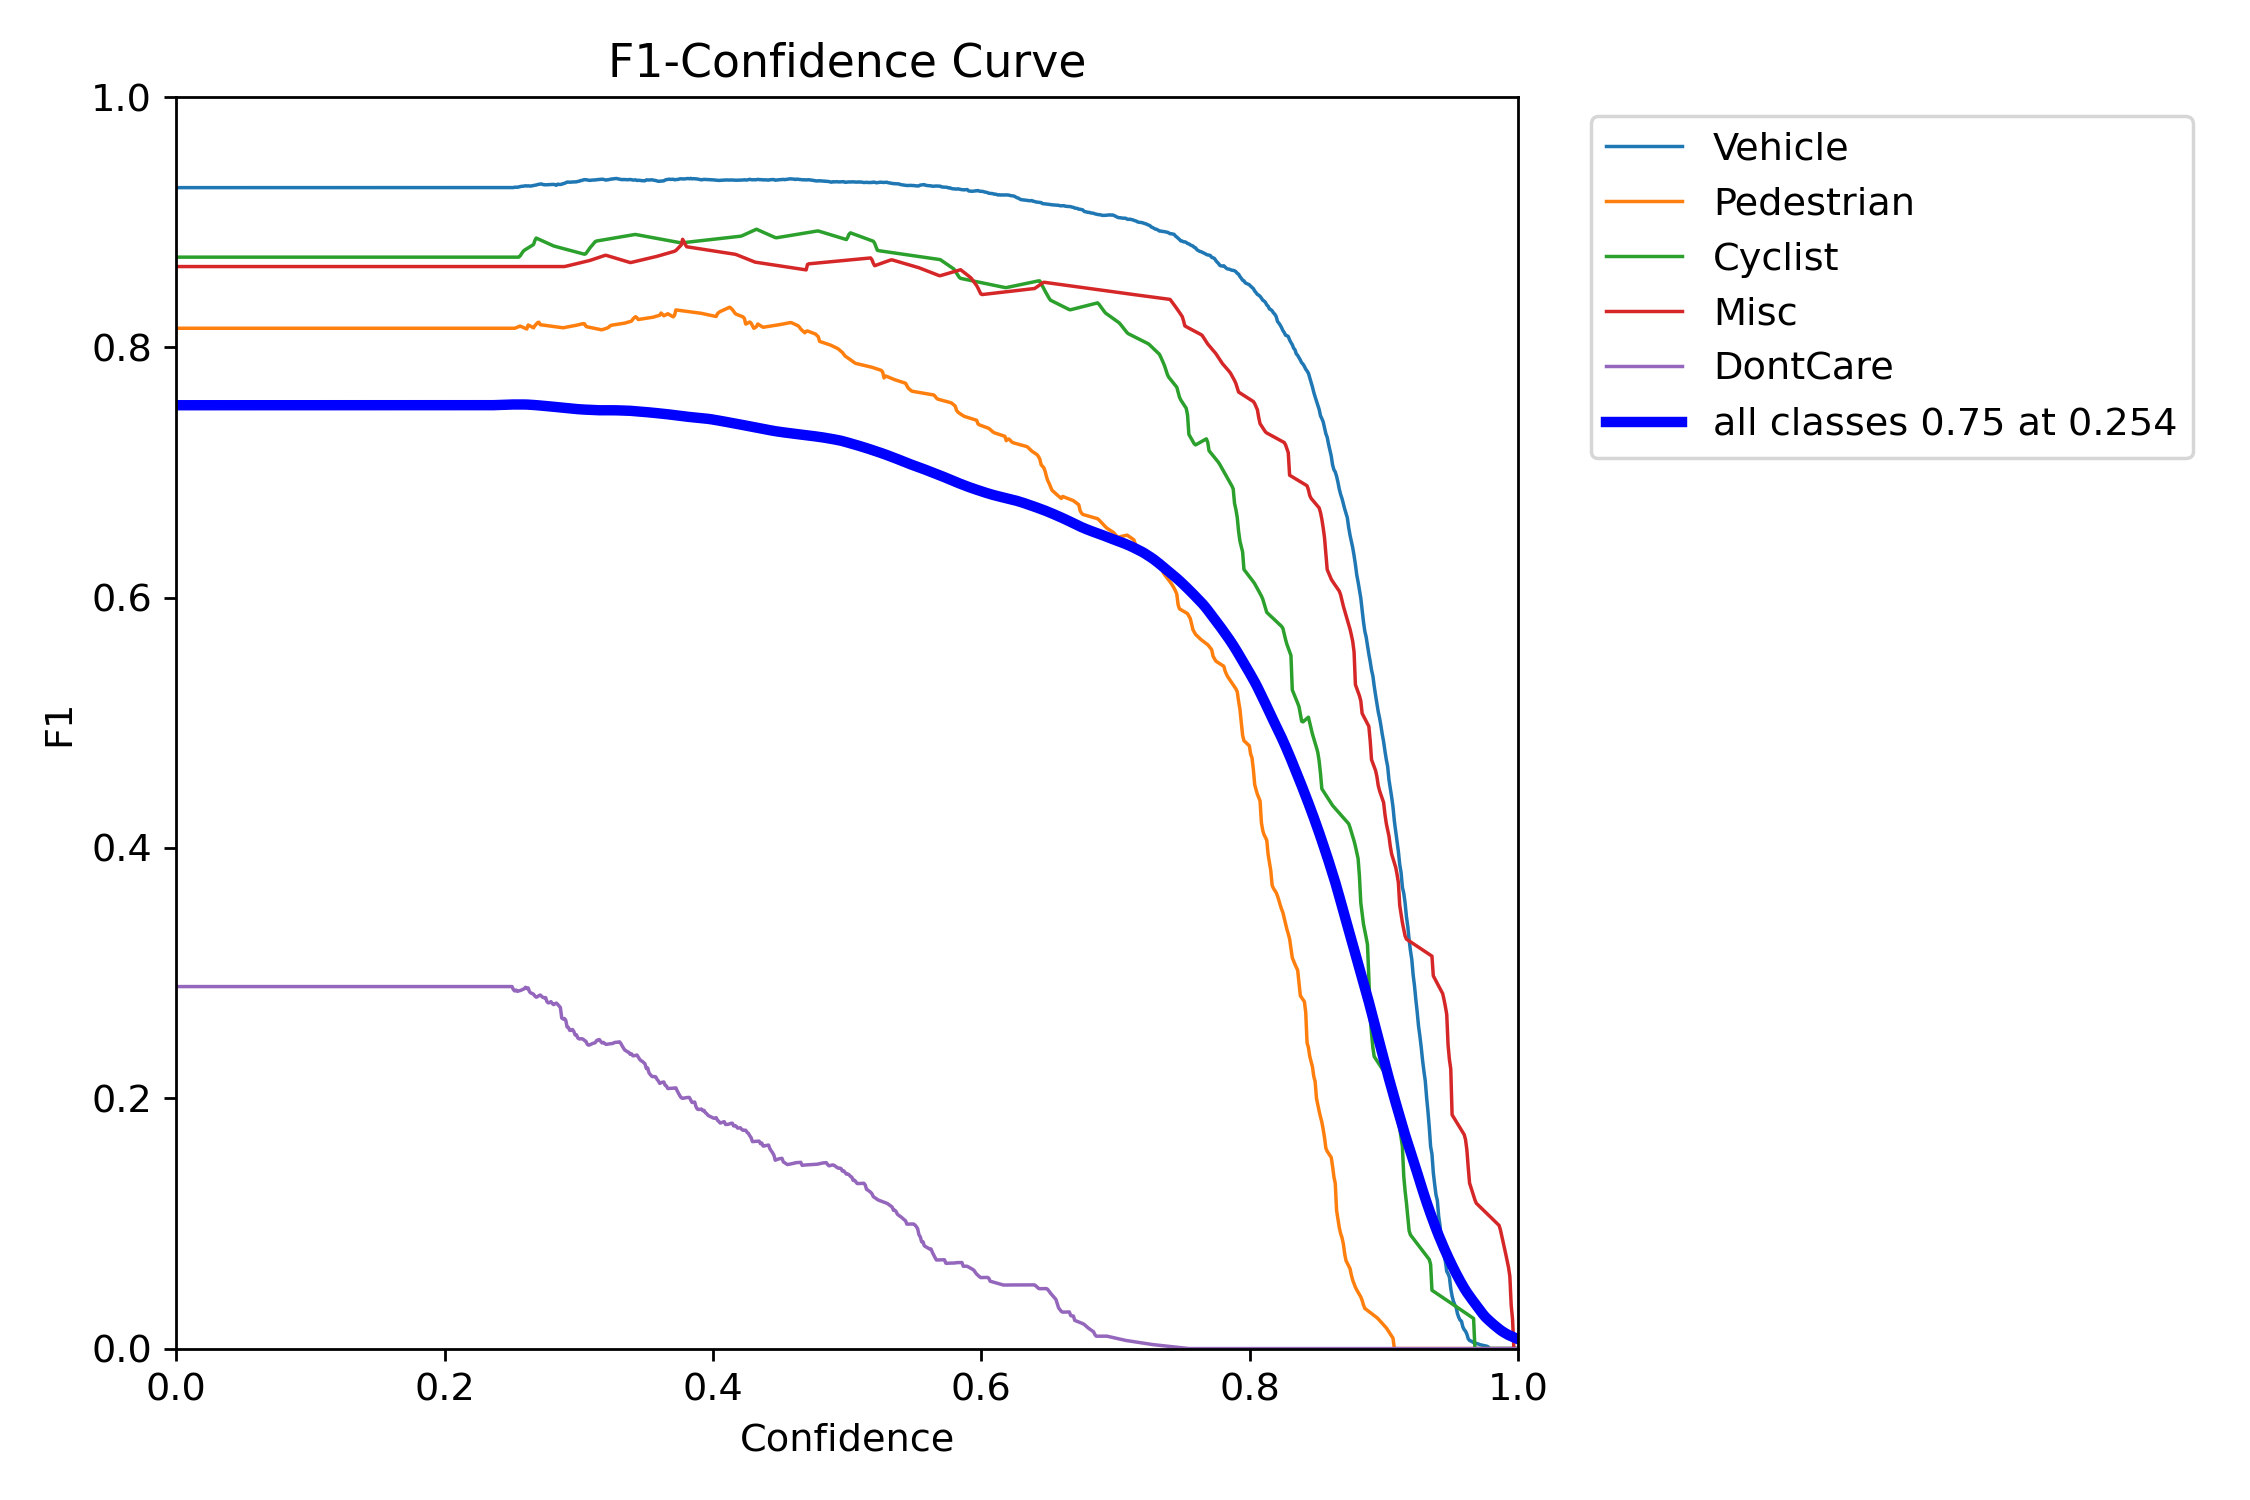 F1-Confidence Curve
1.0
0.8
0.6
0.4
0.2
0.0
F1
0.0 0.2 0.4 0.6 0.8 1.0
Confidence
Vehicle
Pedestrian
Cyclist
Misc
DontCare
all classes 0.75 at 0.254